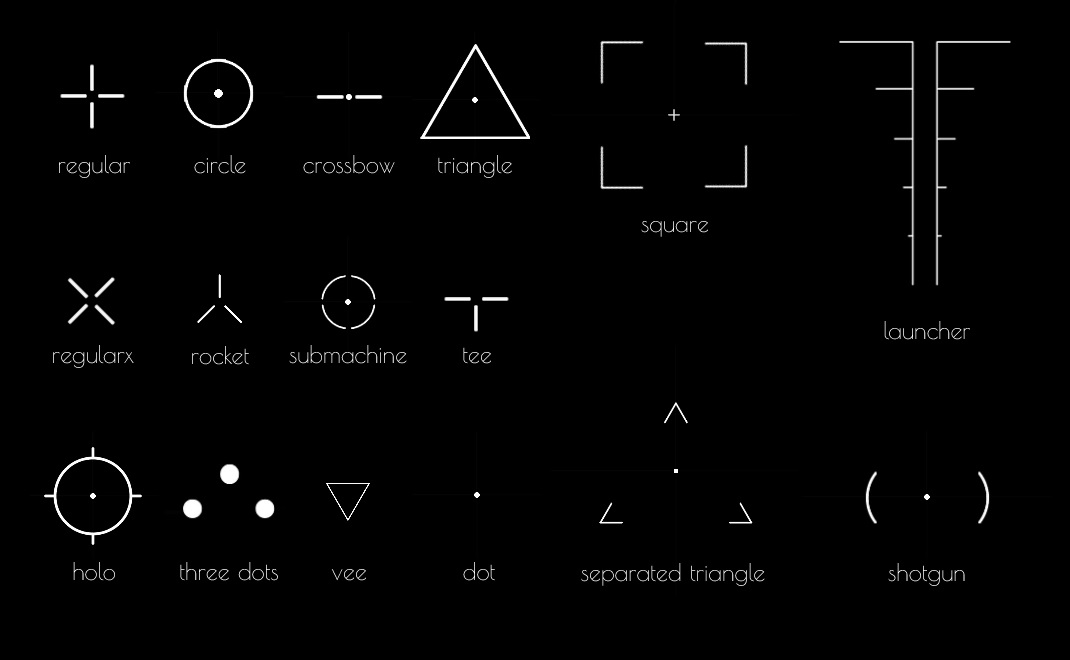 regular
circle
crossbow
triangle
square
launcher
regularx
rocket
submachine
tee
holo
three dots
vee
dot
separated triangle
shotgun